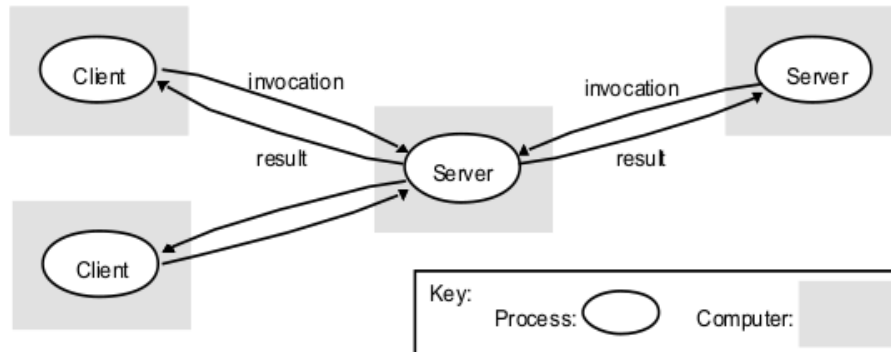 Client
invocation
result
Server
invocation
result
Server
Client
Key:
Process:
Computer: